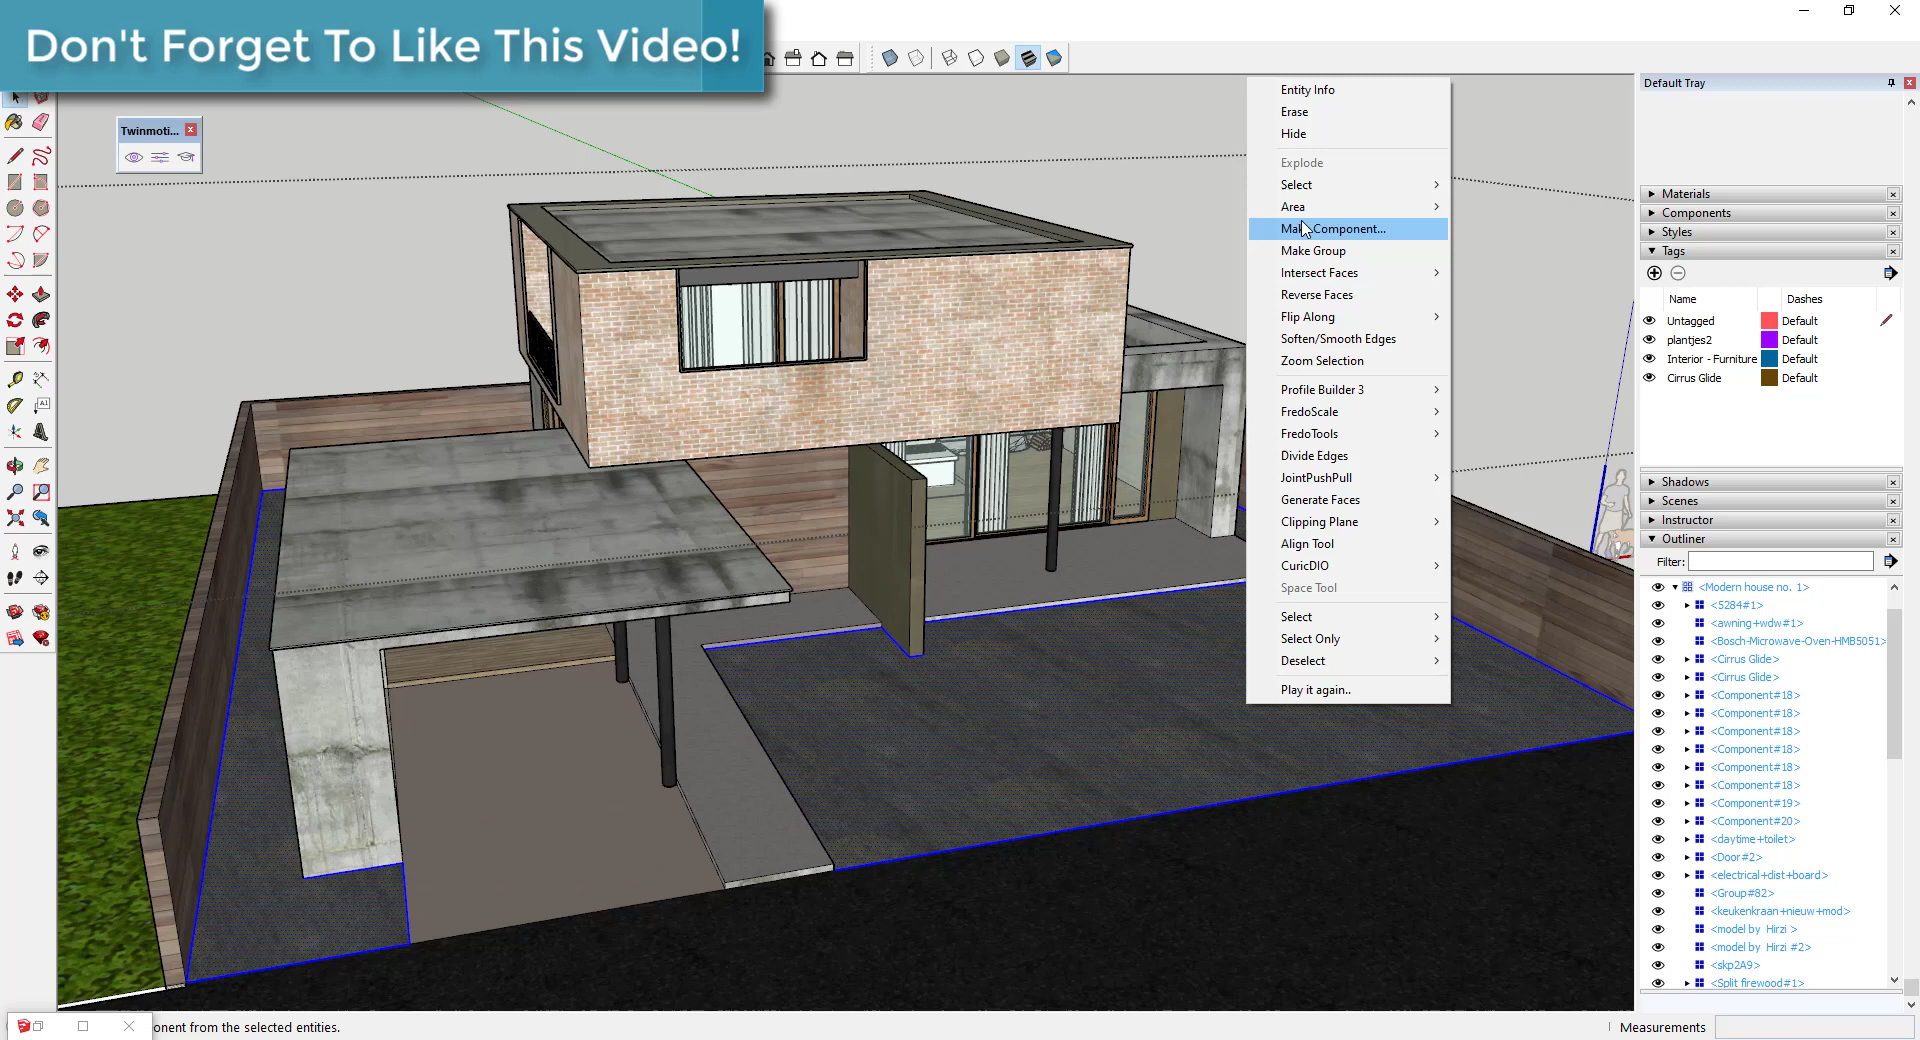 Don't Forget To Like This Video!
Twinmoti...
Entity Info
Erase
Hide
Explode
Select
Area
Make Component...
Make Group
Intersect Faces
Reverse Faces
Flip Along
Soften/Smooth Edges
Zoom Selection
Profile Builder 3
FredoScale
FredoTools
Divide Edges
JointPushPull
Generate Faces
Clipping Plane
Align Tool
CuricDIO
Space Tool
Select
Select Only
Deselect
Play it again..
Default Tray
Materials
Components
Styles
Tags
Name Dashes
Untagged Default
plantjes2 Default
Interior - Furniture Default
Cirrus Glide Default
Shadows
Scenes
Instructor
Outliner
Filter:
<Modern house no. 1>
<5284#1>
<awning+wdw#1>
<Bosch-Microwave-Oven-HMB5051>
<Cirrus Glide>
<Cirrus Glide>
<Component#18>
<Component#18>
<Component#18>
<Component#18>
<Component#18>
<Component#18>
<Component#19>
<Component#20>
<daytime+toilet>
<Door#2>
<electrical+dist+board>
<Group#82>
<keukenkraan+nieuw+mod>
<model by Hirzi >
<model by Hirzi #2>
<skp2A9>
<Split firewood#1>
onent from the selected entities.
Measurements